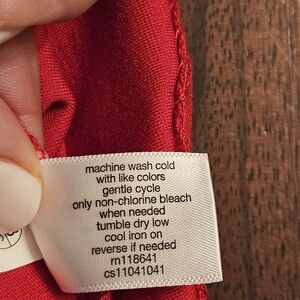 machine wash cold
with like colors
gentle cycle
only non-chlorine bleach
when needed
tumble dry low
cool iron on
reverse if needed
rn118641
cs11041041